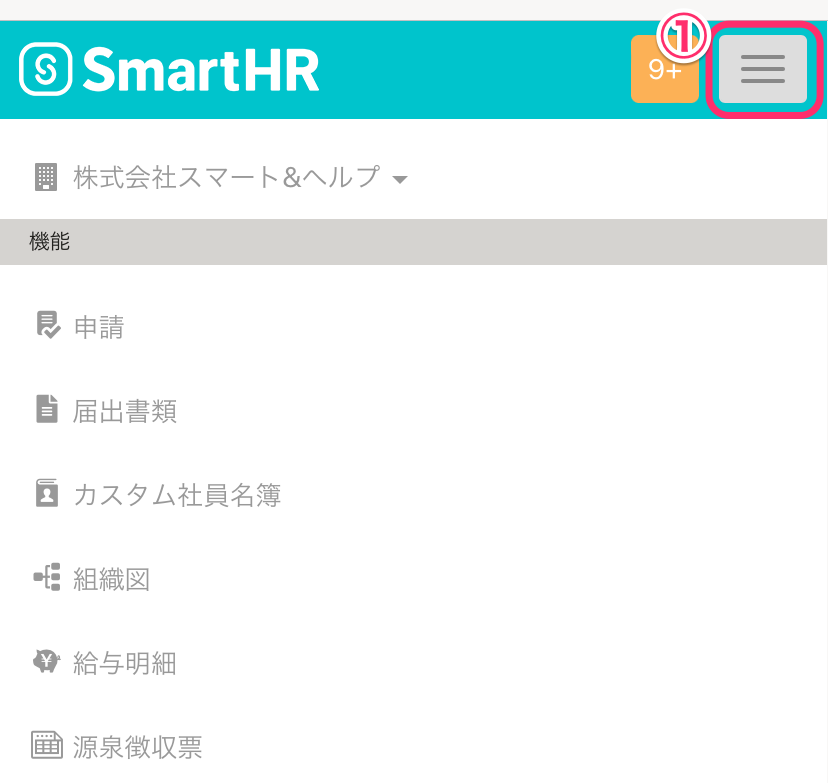 SmartHR
9+
①
株式会社スマート&ヘルプ
機能
申請
届出書類
カスタム社員名簿
組織図
給与明細
源泉徴収票